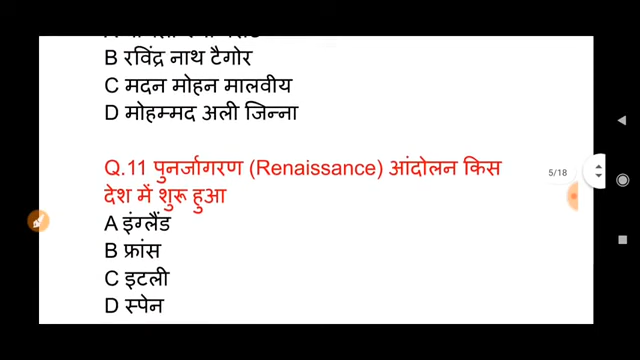 B रविंद्र नाथ टैगोर
C मदन मोहन मालवीय
D मोहम्मद अली जिन्ना
Q.11 पुनर्जागरण (Renaissance) आंदोलन किस
देश में शुरू हुआ
A इंग्लैंड
B फ्रांस
C इटली
D स्पेन
5/18